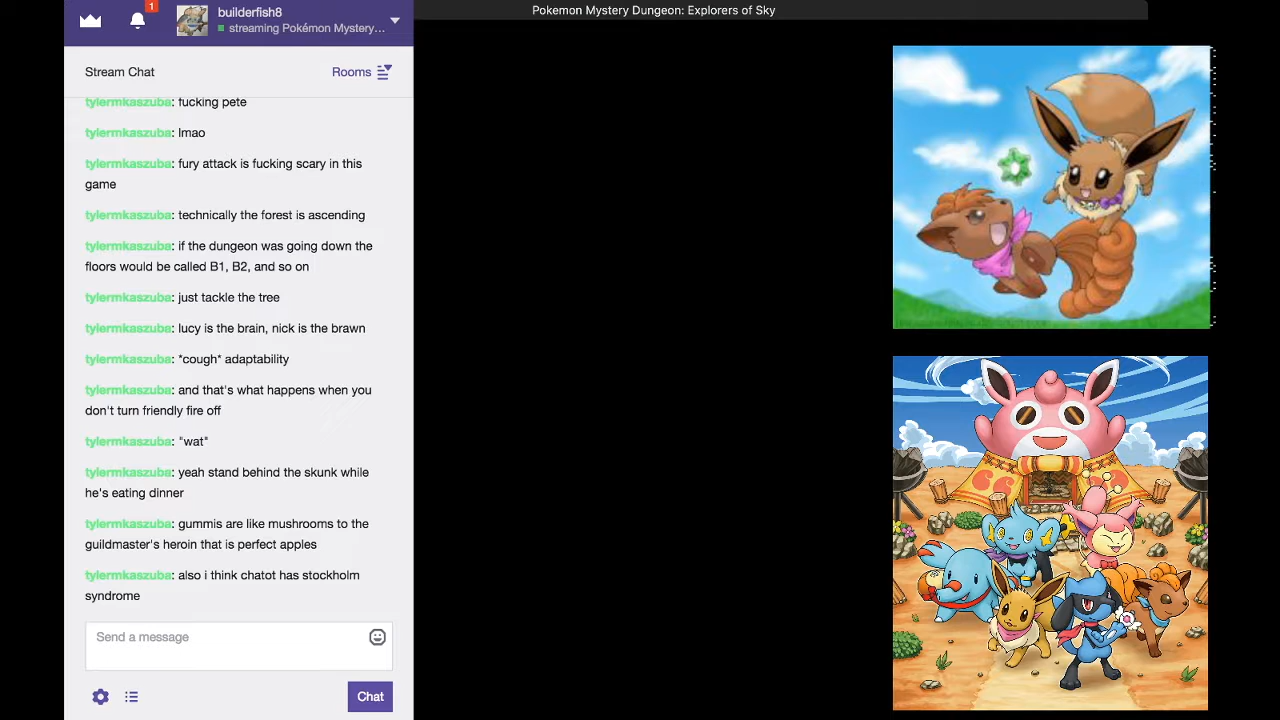 Pokemon Mystery Dungeon: Explorers of Sky
1
builderfish8
streaming Pokémon Mystery...
Stream Chat
Rooms
tylermkaszuba: fucking pete
tylermkaszuba: lmao
tylermkaszuba: fury attack is fucking scary in this
game
tylermkaszuba: technically the forest is ascending
tylermkaszuba: if the dungeon was going down the
floors would be called B1, B2, and so on
tylermkaszuba: just tackle the tree
tylermkaszuba: lucy is the brain, nick is the brawn
tylermkaszuba: *cough* adaptability
tylermkaszuba: and that's what happens when you
don't turn friendly fire off
tylermkaszuba: "wat"
tylermkaszuba: yeah stand behind the skunk while
he's eating dinner
tylermkaszuba: gummis are like mushrooms to the
guildmaster's heroin that is perfect apples
tylermkaszuba: also i think chatot has stockholm
syndrome
Send a message
Chat